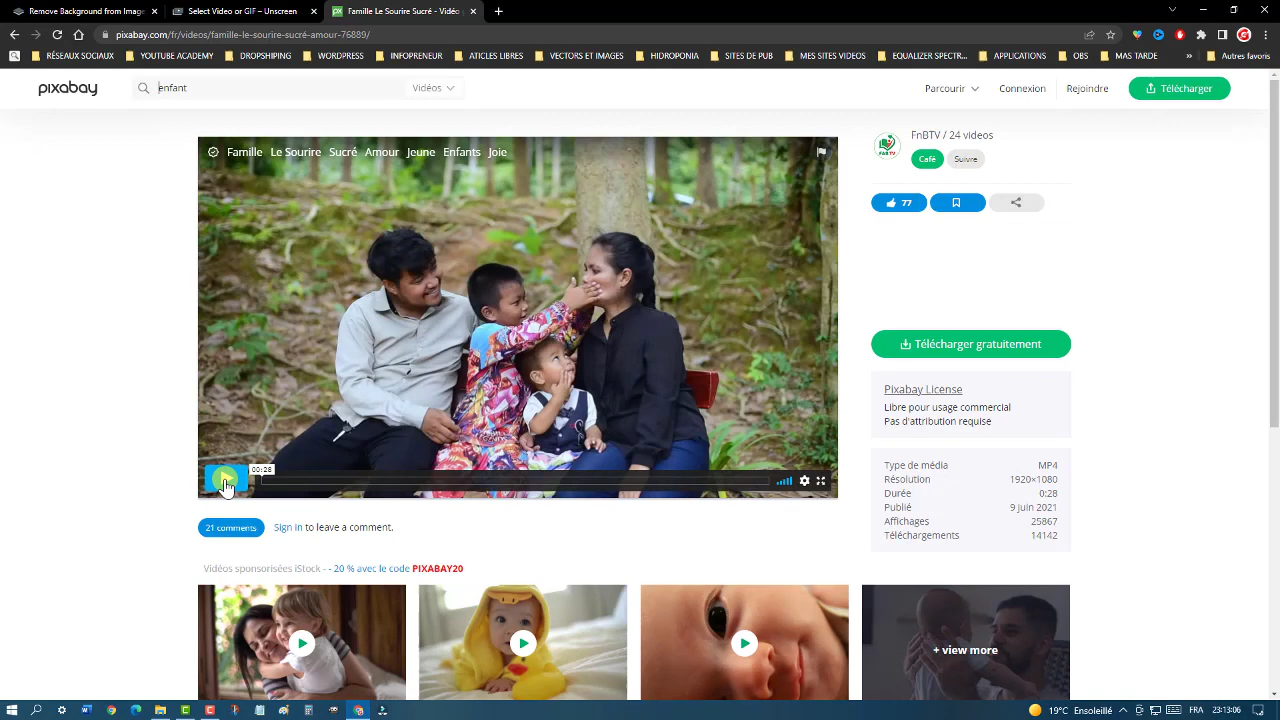 Remove Background from Image
Select Video or GIF – Unscreen
Famille Le Sourire Sucré - Vidéos g
pixabay.com/fr/videos/famille-le-sourire-sucré-amour-76889/
RÉSEAUX SOCIAUX
YOUTUBE ACADEMY
DROPSHIPING
WORDPRESS
INFOPRENEUR
ATICLES LIBRES
VECTORS ET IMAGES
HIDROPONIA
SITES DE PUB
MES SITES VIDEOS
EQUALIZER SPECTR...
APPLICATIONS
OBS
MAS TARDE
»
Autres favoris
pixabay
enfant
Vidéos
Parcourir
Connexion
Rejoindre
Télécharger
Famille Le Sourire Sucré Amour Jeune Enfants Joie
FnBTV / 24 videos
Café
Suivre
77
Télécharger gratuitement
Pixabay License
Libre pour usage commercial
Pas d'attribution requise
Type de média MP4
Résolution 1920×1080
Durée 0:28
Publié 9 juin 2021
Affichages 25867
Téléchargements 14142
00:28
21 comments
Sign in to leave a comment.
Vidéos sponsorisées iStock - - 20 % avec le code PIXABAY20
+ view more
19°C Ensoleillé
FR
23:13:06